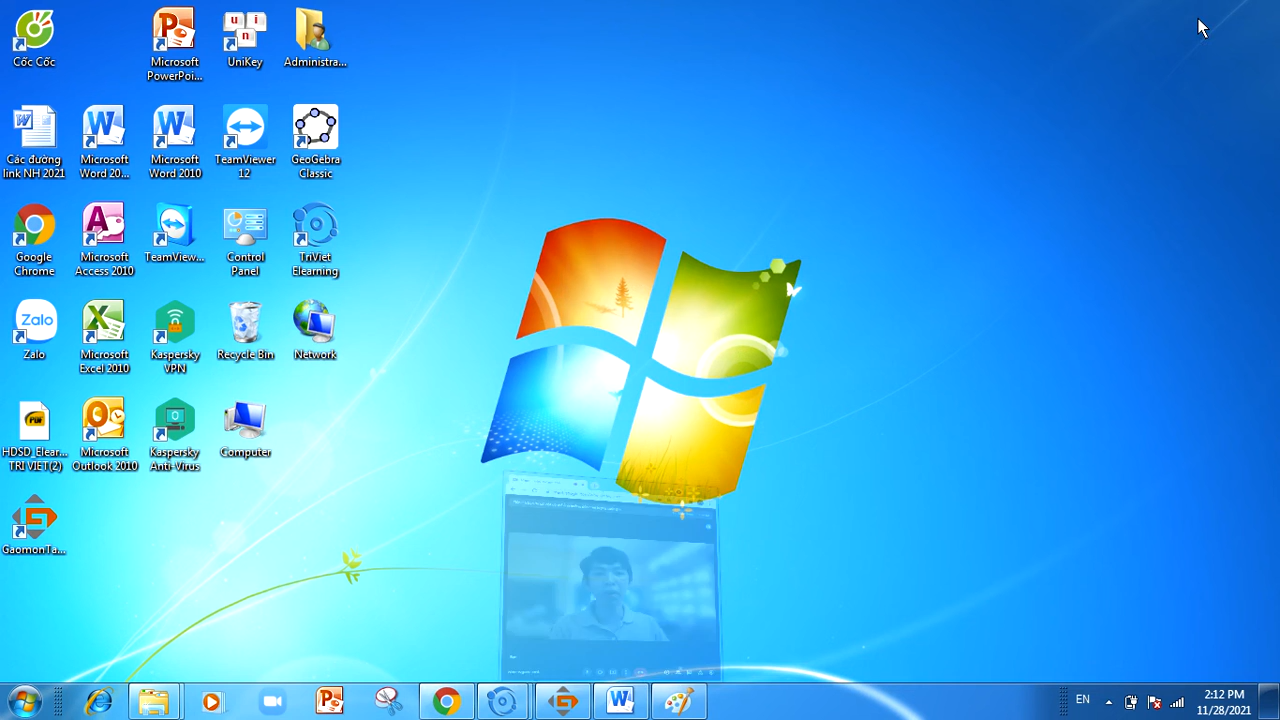 Cốc Cốc
Microsoft
PowerPoi...
u n i
UniKey
Administra...
Các đường
link NH 2021
Microsoft
Word 20...
Microsoft
Word 2010
TeamViewer
12
GeoGebra
Classic
Google
Chrome
Microsoft
Access 2010
TeamView...
Control
Panel
TriViet
Elearning
Zalo
Zalo
Microsoft
Excel 2010
Kaspersky
VPN
Recycle Bin
Network
PDF
HDSD_Elear...
TRI VIET(2)
Microsoft
Outlook 2010
Kaspersky
Anti-Virus
Computer
GaomonTa...
EN
2:12 PM
11/28/2021